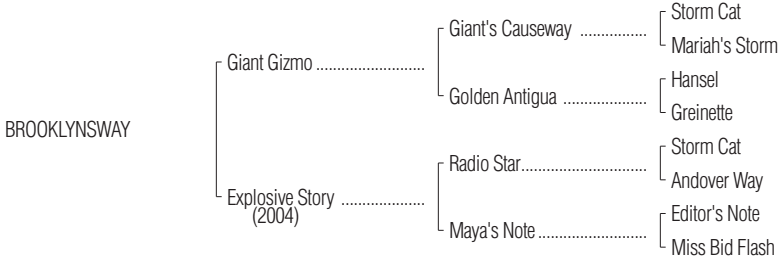 Storm Cat
Giant's Causeway ................
Mariah's Storm
Giant Gizmo ..........................
Hansel
Golden Antigua ....................
Greinette
BROOKLYNSWAY
Storm Cat
Radio Star..............................
Andover Way
Explosive Story ....................
(2004)
Editor's Note
Maya's Note..........................
Miss Bid Flash